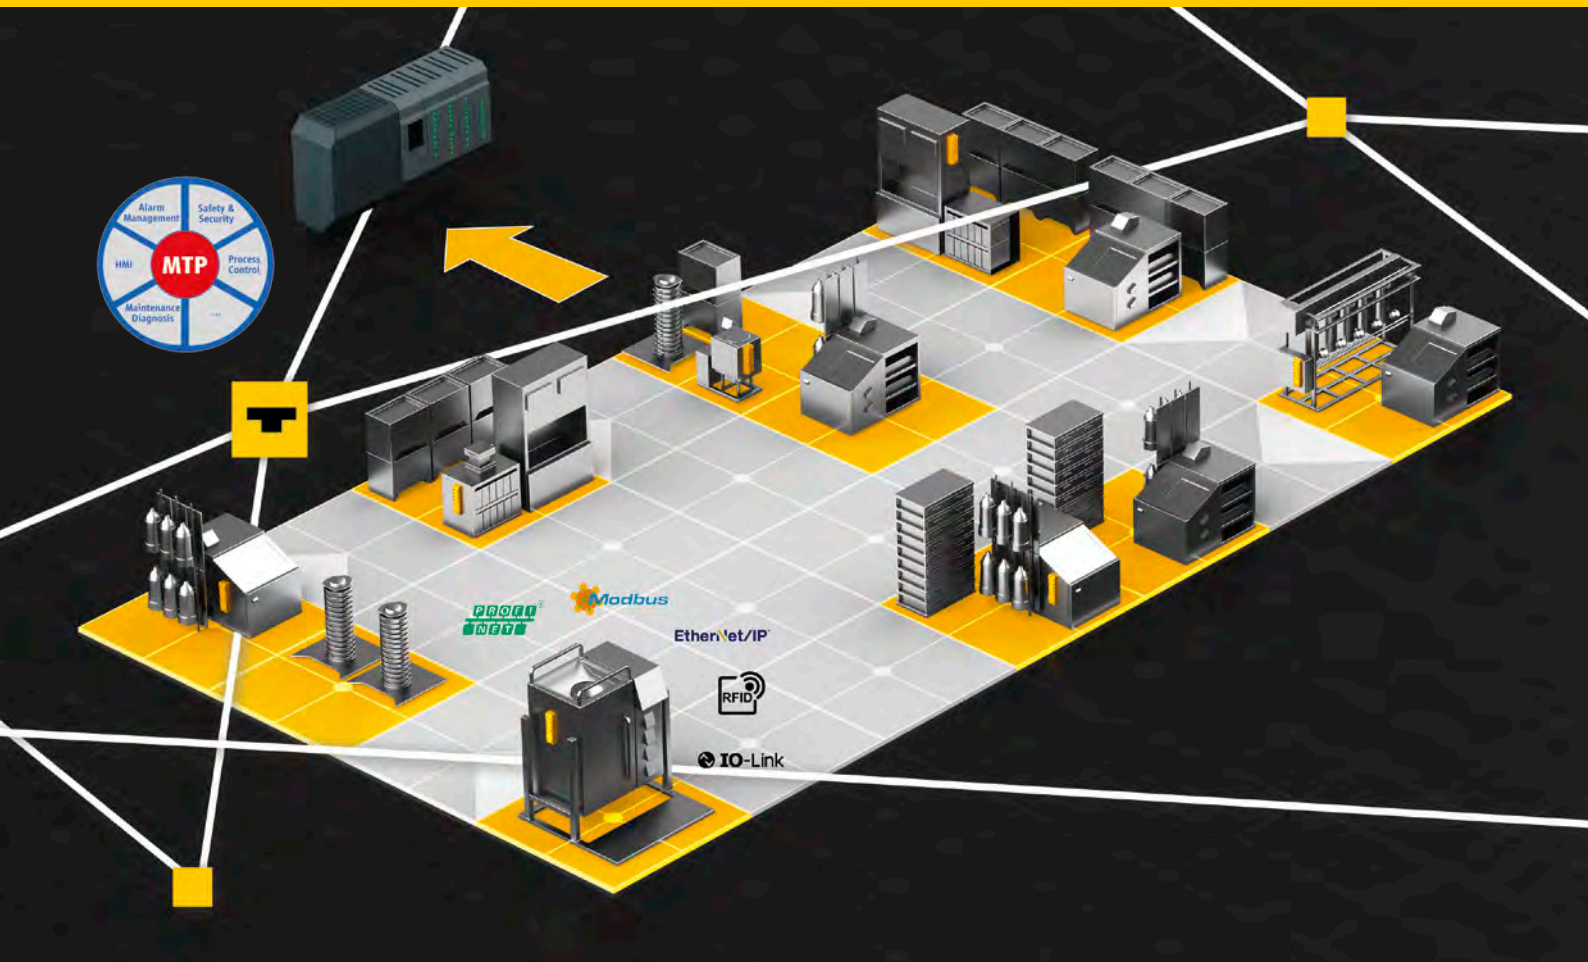 Alarm
Management
Safety &
Security
HMI
MTP
Process
Control
Maintenance
Diagnosis
....
PROFI
NET
Modbus
EtherNet/IP
RFID
IO-Link